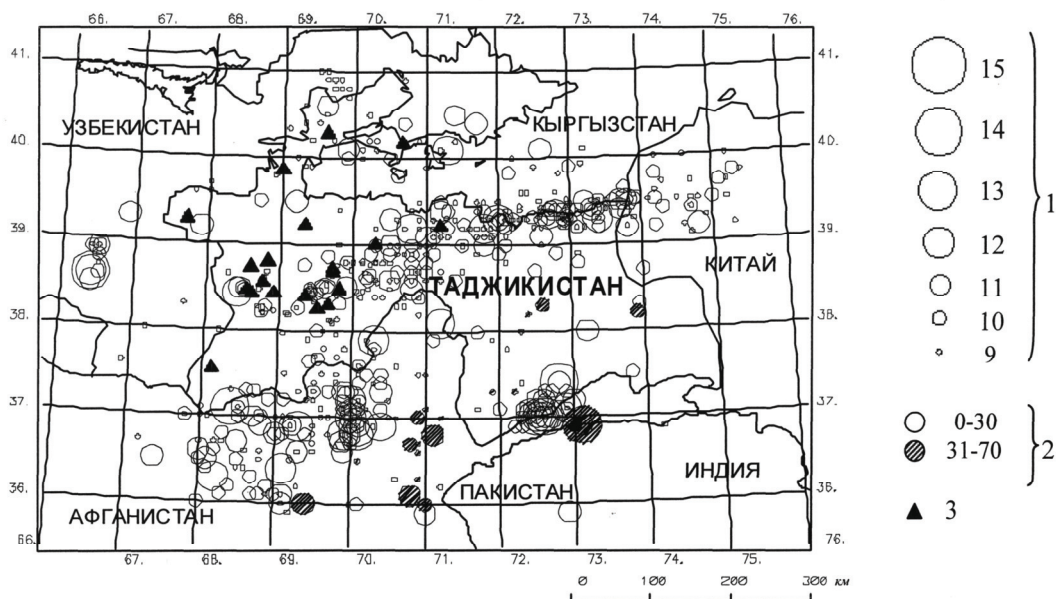 66. 67. 68. 69. 70. 71. 72. 73. 74. 75. 76.
41. 41.
40. 40.
39. 39.
38. 38.
37. 37.
36. 36.
66. 76.
67. 68. 69. 70. 71. 72. 73. 74. 75.
УЗБЕКИСТАН
КЫРГЫЗСТАН
КИТАЙ
ТАДЖИКИСТАН
ИНДИЯ
ПАКИСТАН
АФГАНИСТАН
0 100 200 300 км
15
14
13
12
11
10
9
1
0-30
31-70
2
3